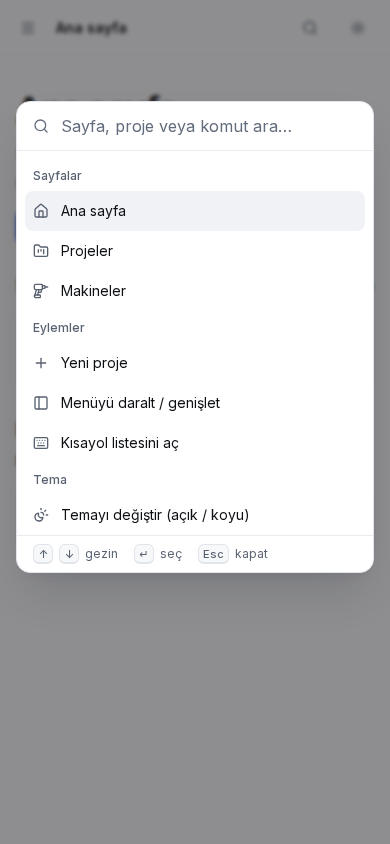 Ana sayfa
Sayfa, proje veya komut ara...
Sayfalar
Ana sayfa
Projeler
Makineler
Eylemler
Yeni proje
Menüyü daralt / genişlet
Kısayol listesini aç
Tema
Temayı değiştir (açık / koyu)
↑ ↓ gezin ↵ seç Esc kapat